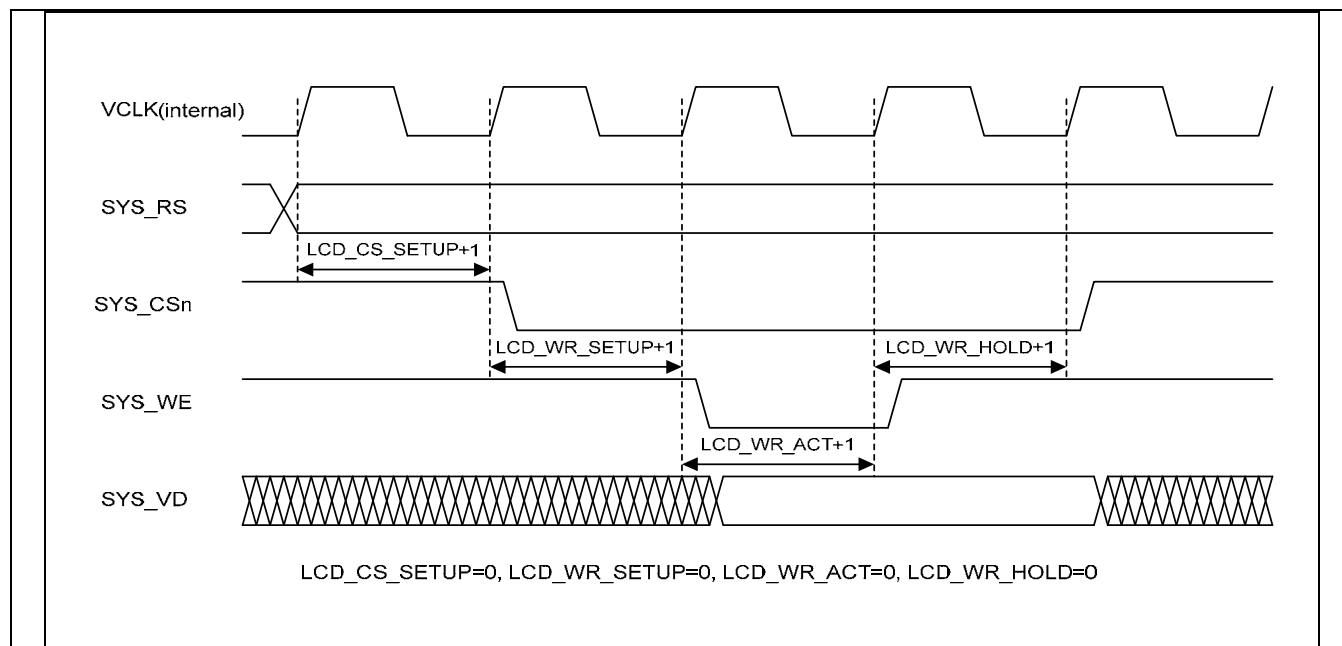 VCLK(internal)
SYS_RS
LCD_CS_SETUP+1
SYS_CSn
LCD_WR_SETUP+1
LCD_WR_HOLD+1
SYS_WE
LCD_WR_ACT+1
SYS_VD
LCD_CS_SETUP=0, LCD_WR_SETUP=0, LCD_WR_ACT=0, LCD_WR_HOLD=0